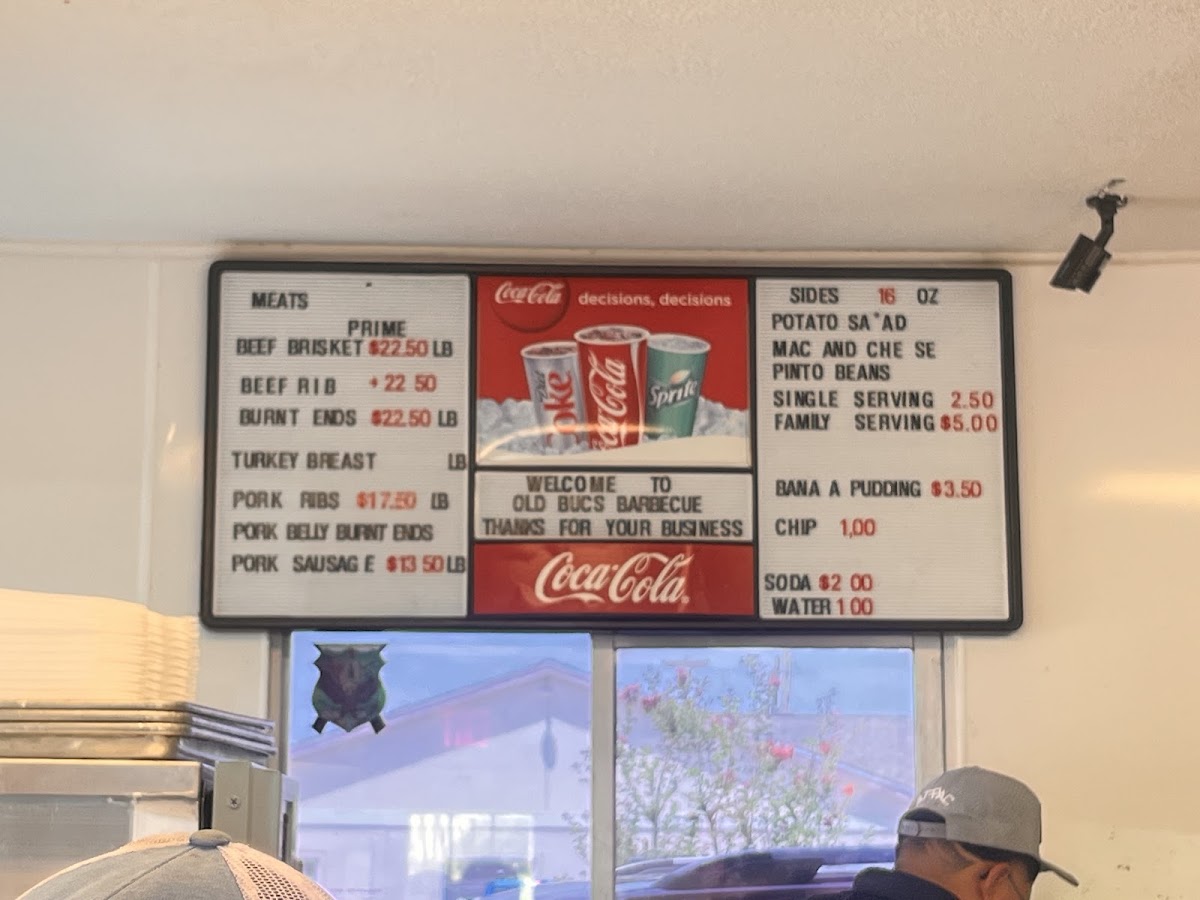 MEATS
PRIME
BEEF BRISKET $22.50 LB
BEEF RIB + 22 50
BURNT ENDS $22.50 LB
TURKEY BREAST LB
PORK RIBS $17.50 LB
PORK BELLY BURNT ENDS
PORK SAUSAG E $13 50 LB
Coca-Cola decisions, decisions
Diet Coke
Coca-Cola
Sprite
WELCOME TO
OLD BUCS BARBECUE
THANKS FOR YOUR BUSINESS
Coca-Cola
SIDES 16 OZ
POTATO SA"AD
MAC AND CHE SE
PINTO BEANS
SINGLE SERVING 2.50
FAMILY SERVING $5.00
BANA A PUDDING $3.50
CHIP 1,00
SODA $2 00
WATER 1 00